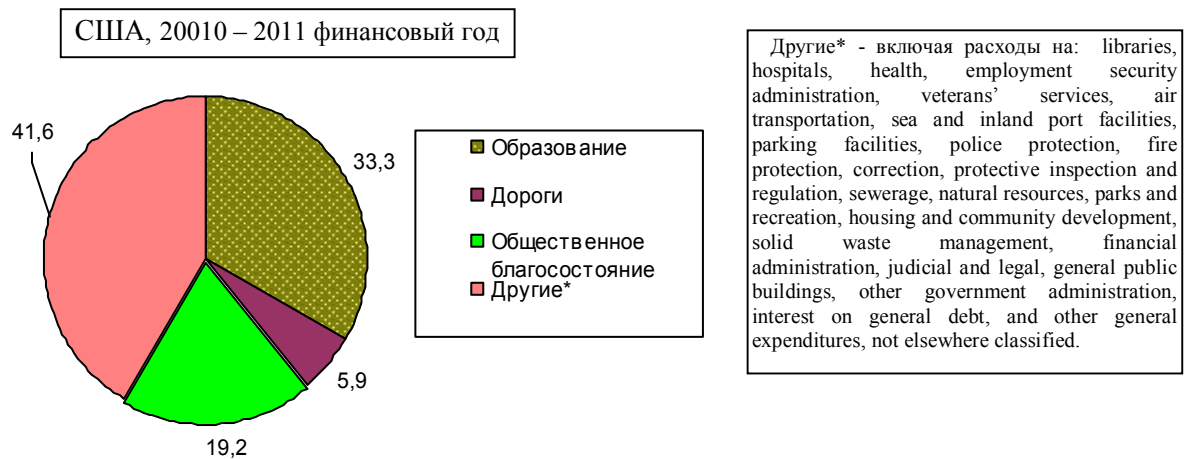 США, 20010 – 2011 финансовый год
41,6
33,3
5,9
19,2
Образование
Дороги
Общественное
благосостояние
Другие*
Другие* - включая расходы на: libraries,
hospitals, health, employment security
administration, veterans’ services, air
transportation, sea and inland port facilities,
parking facilities, police protection, fire
protection, correction, protective inspection and
regulation, sewerage, natural resources, parks and
recreation, housing and community development,
solid waste management, financial
administration, judicial and legal, general public
buildings, other government administration,
interest on general debt, and other general
expenditures, not elsewhere classified.